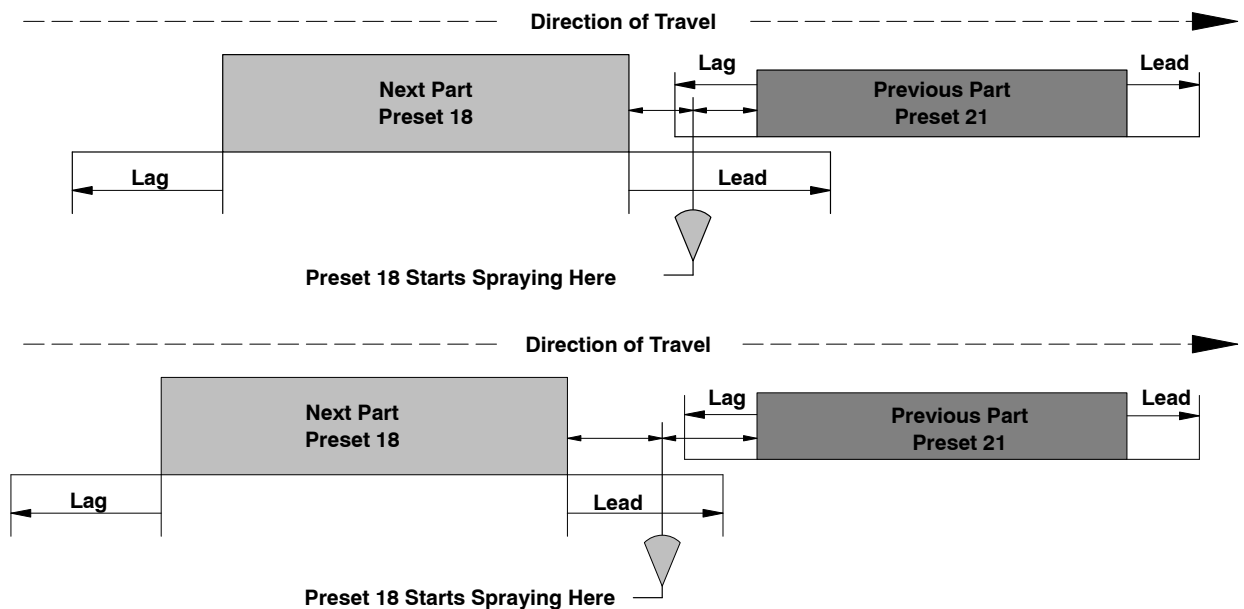 Direction of Travel
Lag
Lead
Next Part
Preset 18
Previous Part
Preset 21
Lag
Lead
Preset 18 Starts Spraying Here
Direction of Travel
Lag
Lead
Next Part
Preset 18
Previous Part
Preset 21
Lag
Lead
Preset 18 Starts Spraying Here